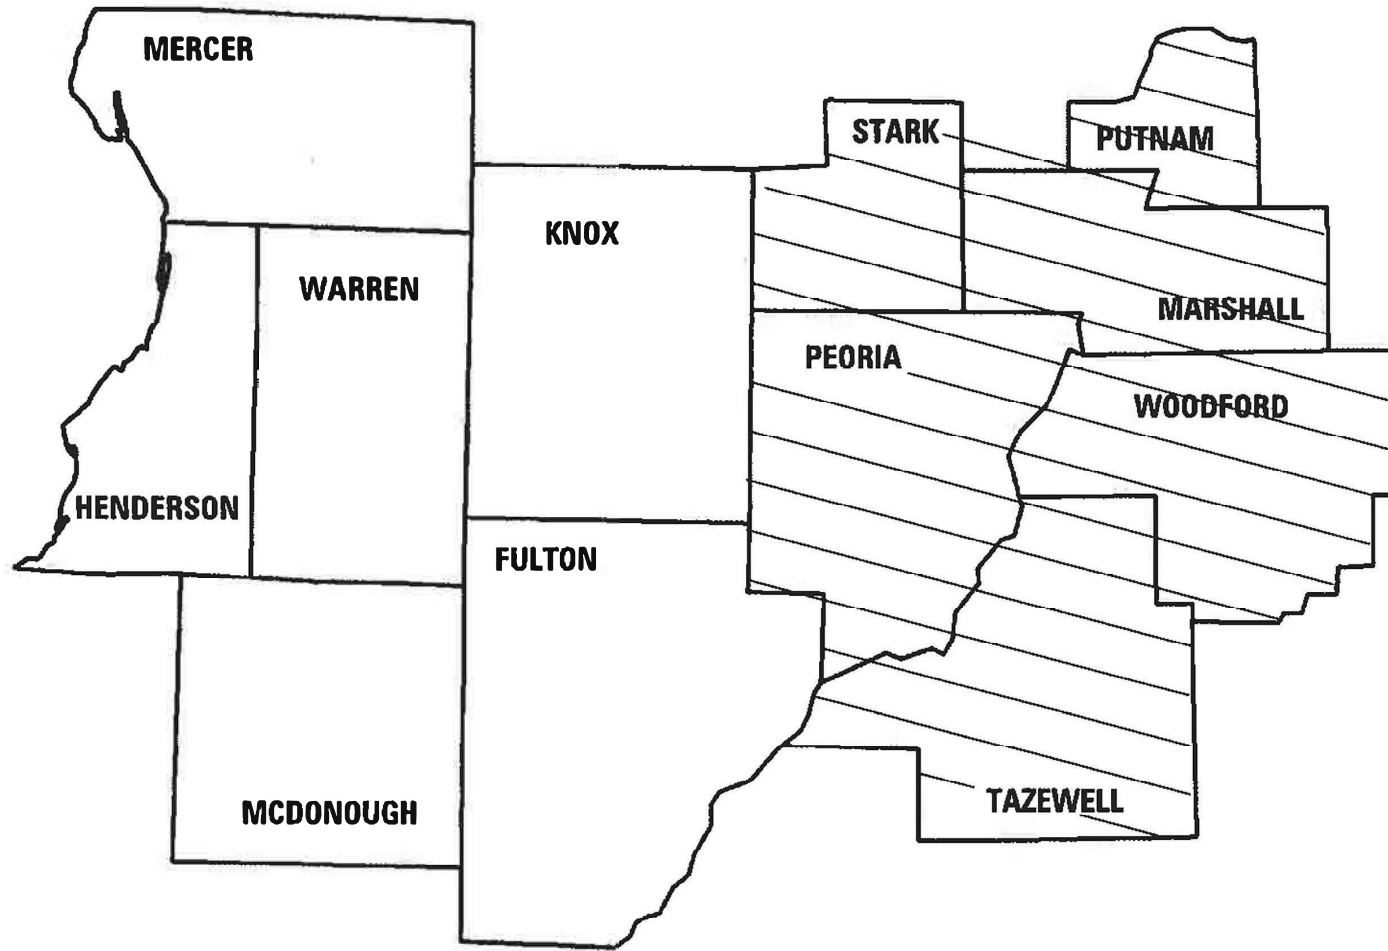 MERCER
STARK
PUTNAM
KNOX
WARREN
MARSHALL
PEORIA
WOODFORD
HENDERSON
FULTON
TAZEWELL
MCDONOUGH